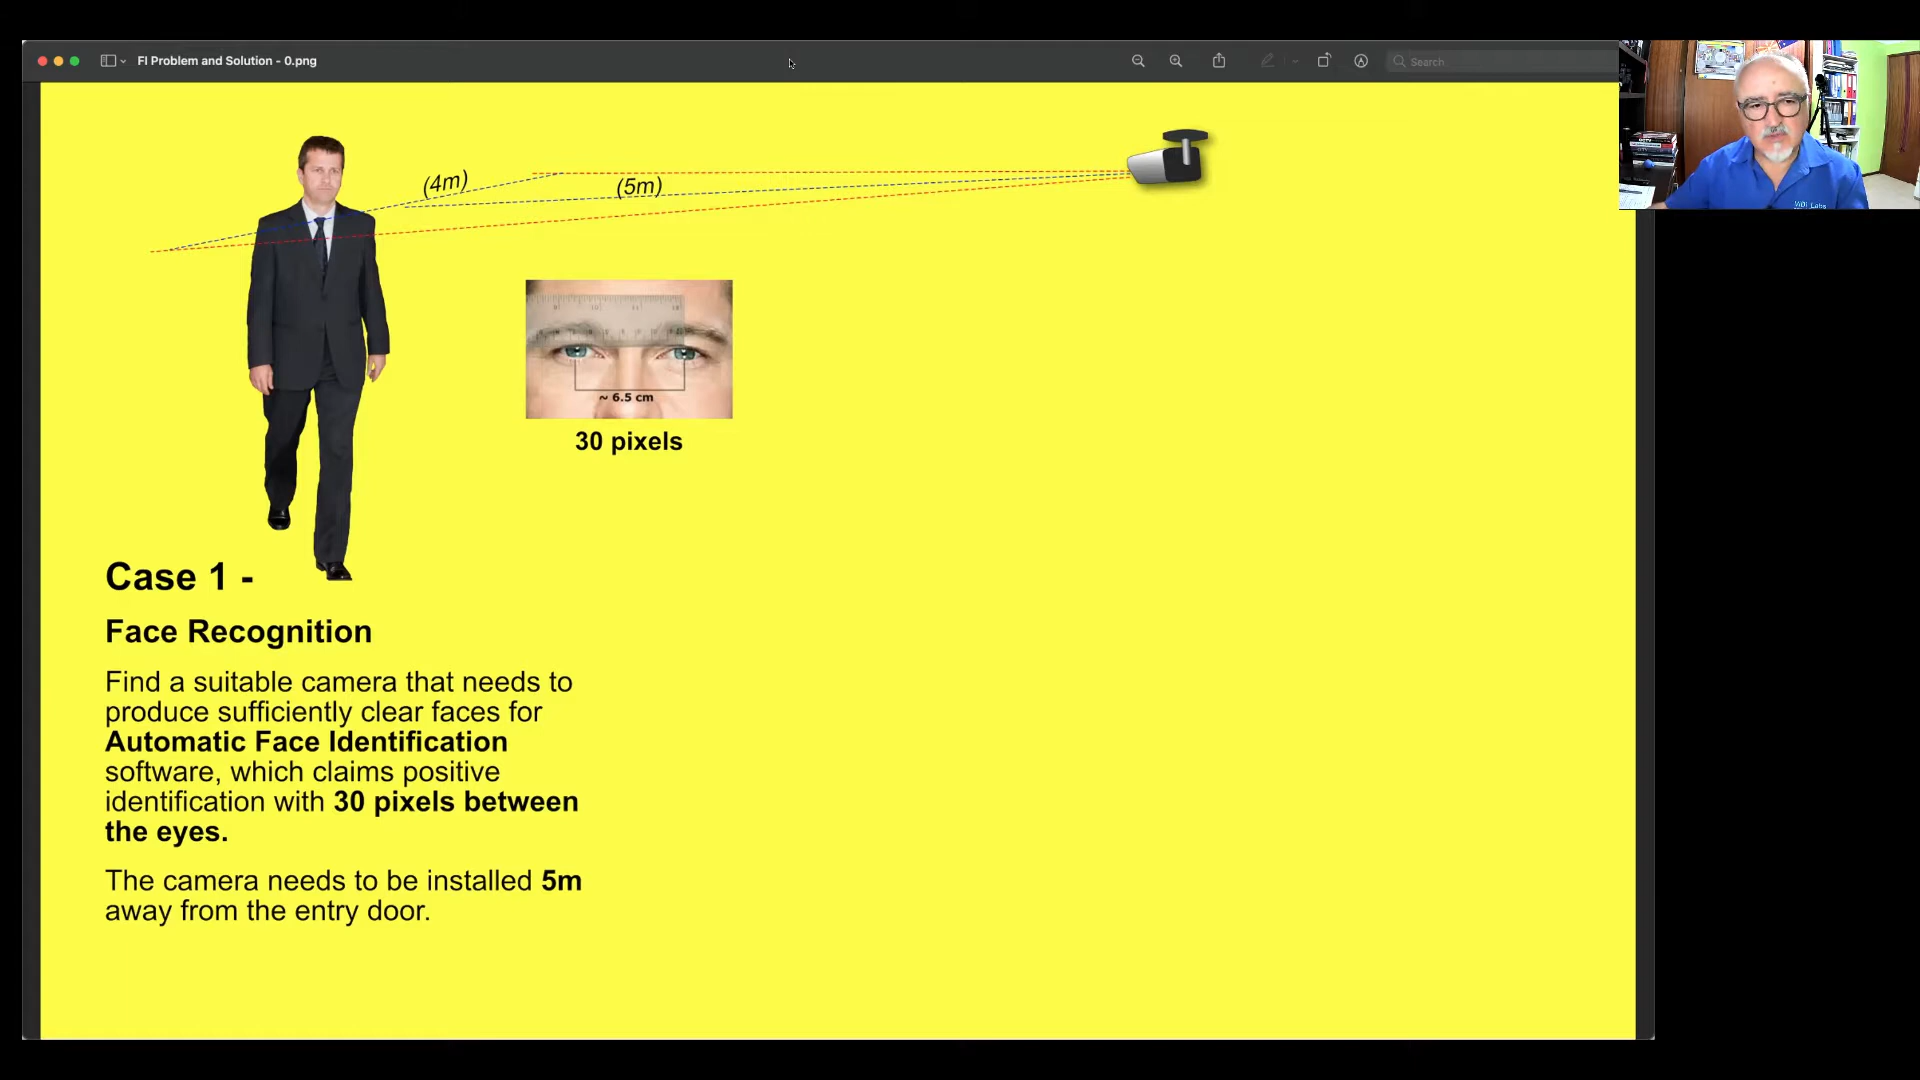 FI Problem and Solution - 0.png
Search
(4m)
(5m)
~ 6.5 cm
30 pixels
Case 1 -
Face Recognition
Find a suitable camera that needs to
produce sufficiently clear faces for
Automatic Face Identification
software, which claims positive
identification with 30 pixels between
the eyes.
The camera needs to be installed 5m
away from the entry door.